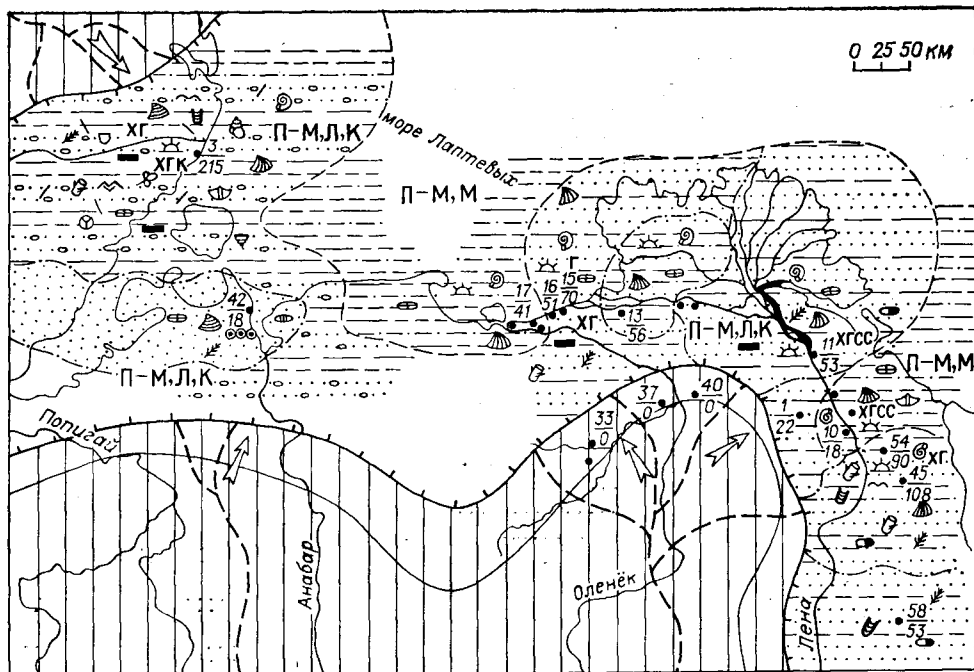 0 25 50 км
море Лаптевых
ХГ
П-М,Л,К
ХГК
3
215
П-М,М
Г
17
41
16
51
15
70
2
ХГ
13
56
П-М,Л,К
11
53
ХГСС
П-М,М
42
18
П-М,Л,К
37
0
40
0
33
0
1
22
ХГСС
10
18
54
90
ХГ
45
108
58
53
Попигай
Анабар
Оленёк
Лена